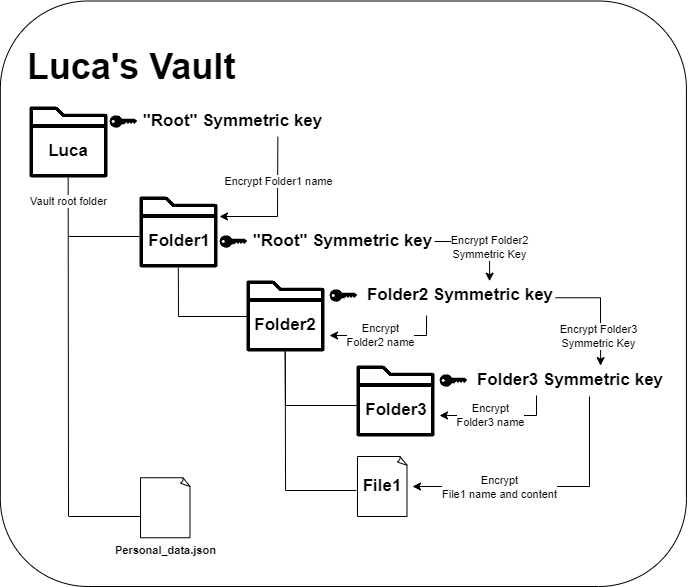 Luca's Vault
"Root" Symmetric key
Luca
Encrypt Folder1 name
Vault root folder
Folder1
"Root" Symmetric key
Encrypt Folder2
Symmetric Key
Folder2 Symmetric key
Folder2
Encrypt
Folder2 name
Encrypt Folder3
Symmetric Key
Folder3 Symmetric key
Folder3
Encrypt
Folder3 name
File1
Encrypt
File1 name and content
Personal_data.json